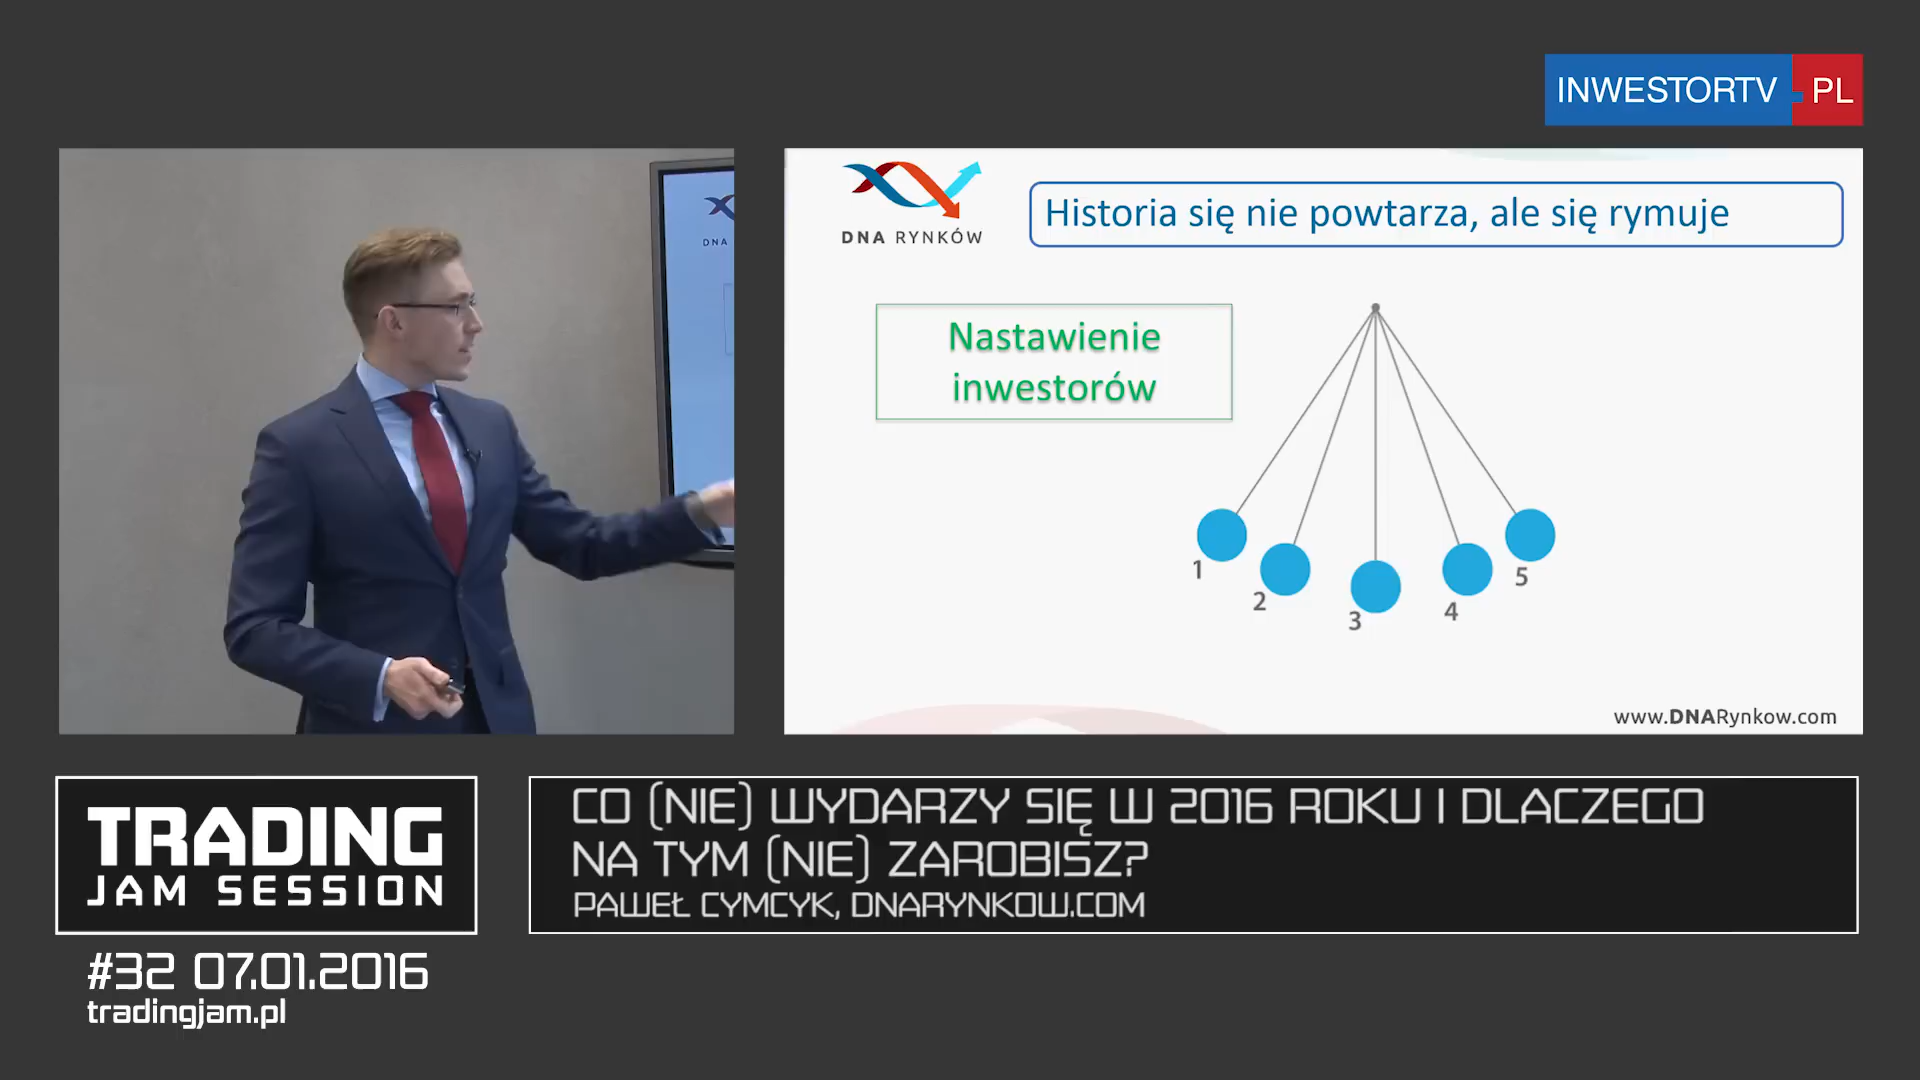 INWESTORTV.PL
DNA
DNA RYNKÓW
Historia się nie powtarza, ale się rymuje
Nastawienie
inwestorów
1
2
3
4
5
www.DNARynkow.com
TRADING
JAM SESSION
#32 07.01.2016
tradingjam.pl
CO (NIE) WYDARZY SIĘ W 2016 ROKU I DLACZEGO
NA TYM (NIE) ZAROBISZ?
PAWEŁ CYMCYK, DNARYNKOW.COM